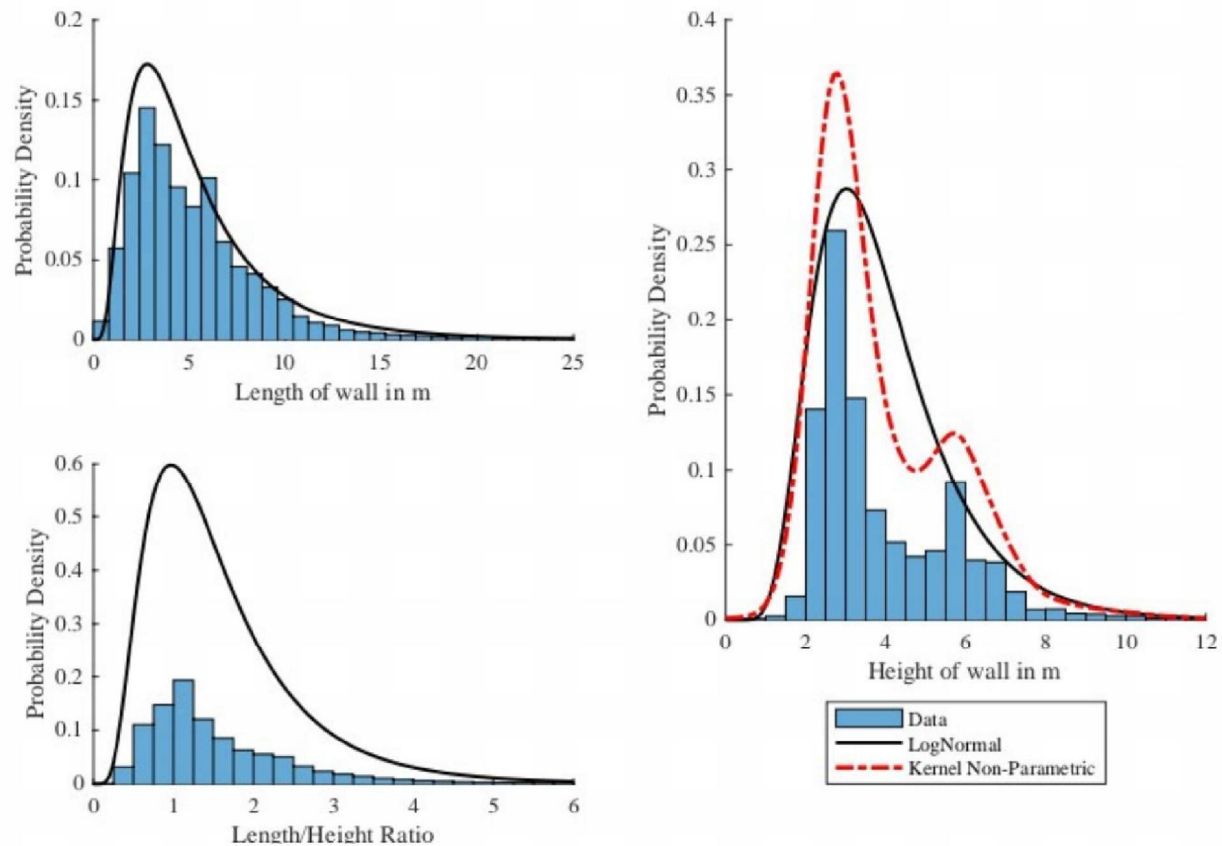 0.2
0.15
0.1
0.05
0
Probability Density
0 5 10 15 20 25
Length of wall in m
0.6
0.5
0.4
0.3
0.2
0.1
0
Probability Density
0 1 2 3 4 5 6
Length/Height Ratio
0.4
0.35
0.3
0.25
0.2
0.15
0.1
0.05
0
Probability Density
0 2 4 6 8 10 12
Height of wall in m
Data
LogNormal
Kernel Non-Parametric